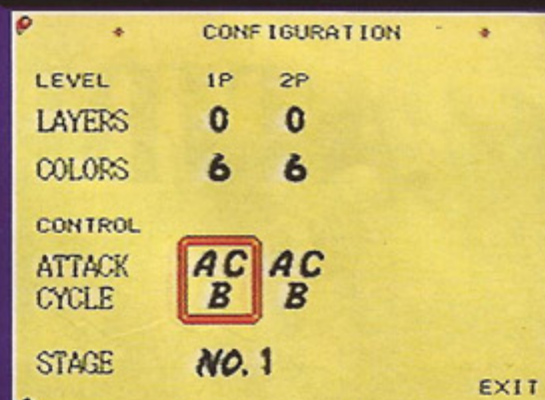 CONFIGURATION
LEVEL 1P 2P
LAYERS 0 0
COLORS 6 6
CONTROL
ATTACK AC AC
CYCLE B B
STAGE NO. 1
EXIT